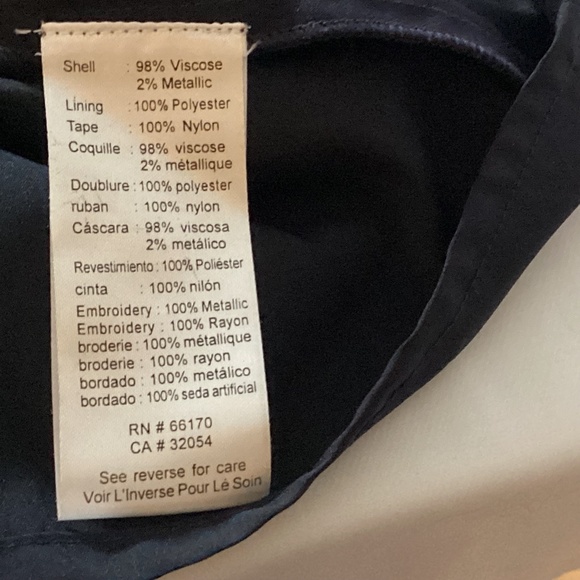 Shell : 98% Viscose
2% Metallic
Lining : 100% Polyester
Tape : 100% Nylon
Coquille : 98% viscose
2% métallique
Doublure : 100% polyester
ruban : 100% nylon
Cáscara : 98% viscosa
2% metálico
Revestimiento : 100% Poliéster
cinta : 100% nilón
Embroidery : 100% Metallic
Embroidery : 100% Rayon
broderie : 100% métallique
broderie : 100% rayon
bordado : 100% metálico
bordado : 100% seda artificial
RN # 66170
CA # 32054
See reverse for care
Voir L'Inverse Pour Lé Soin